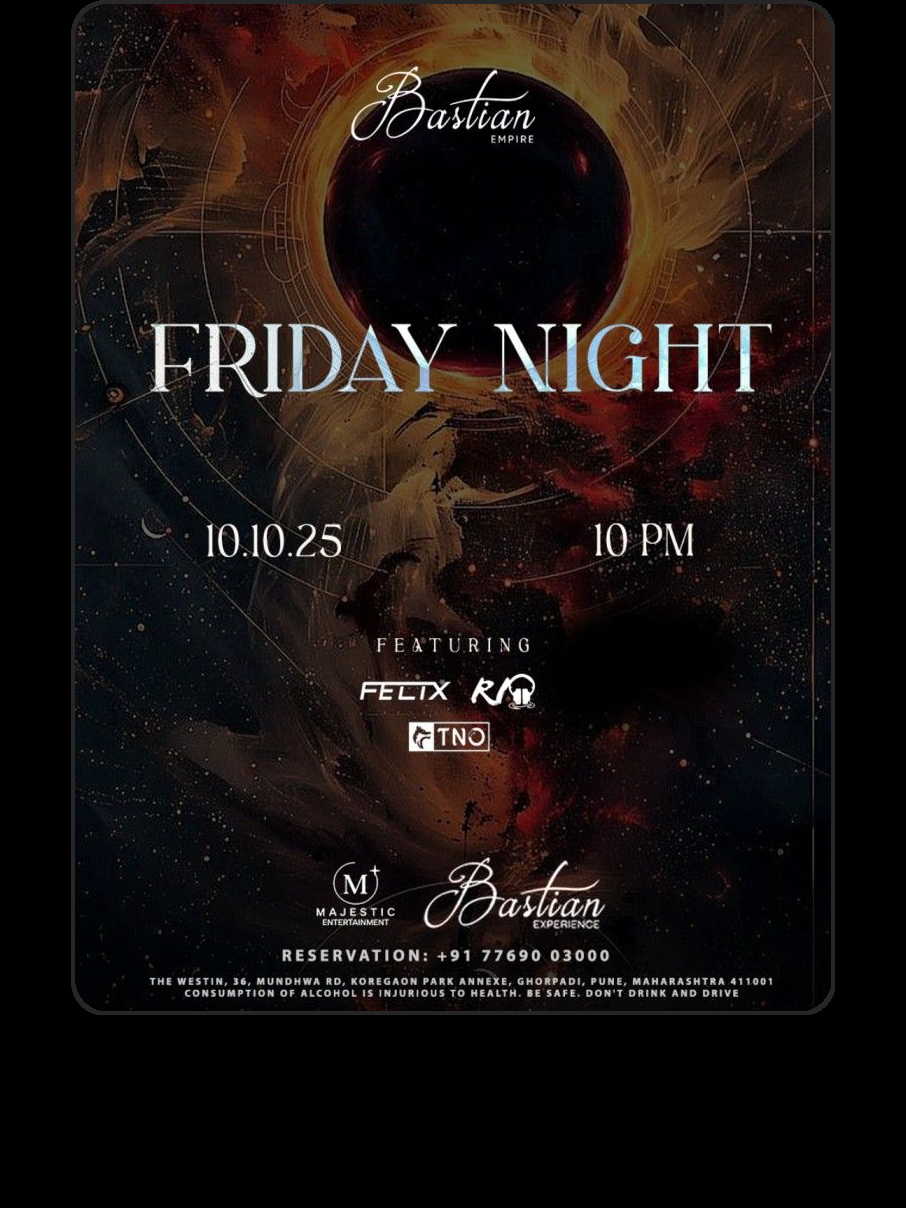 Bastian
EMPIRE
FRIDAY NIGHT
10.10.25 10 PM
FEATURING
FELIX RIO
TNO
M
MAJESTIC
ENTERTAINMENT
Bastian
EXPERIENCE
RESERVATION: +91 77690 03000
THE WESTIN, 36, MUNDHWA RD, KOREGAON PARK ANNEXE, GHORPADI, PUNE, MAHARASHTRA 411001
CONSUMPTION OF ALCOHOL IS INJURIOUS TO HEALTH. BE SAFE. DON'T DRINK AND DRIVE